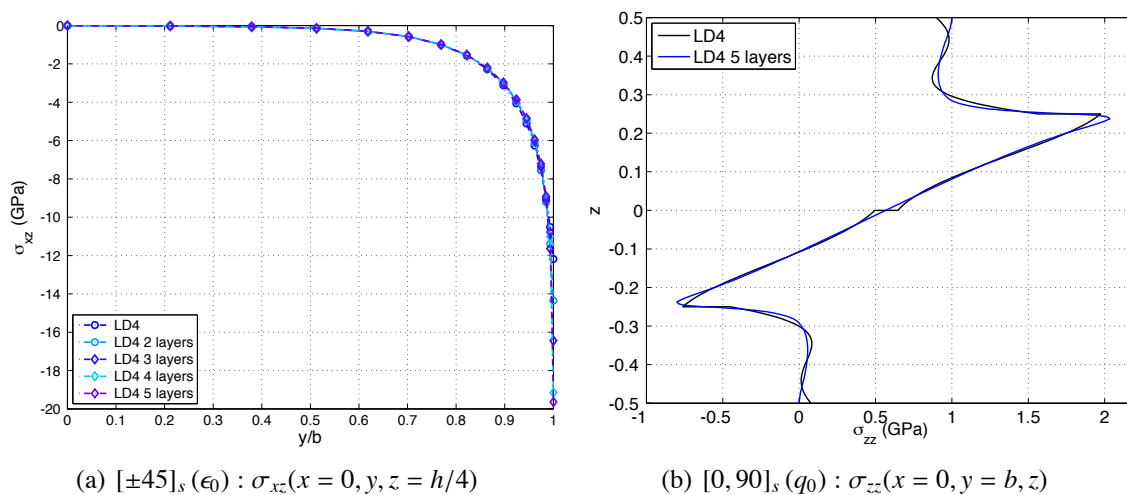 0
-2
-4
-6
-8
-10
-12
-14
-16
-18
-20
σxz (GPa)
LD4
LD4 2 layers
LD4 3 layers
LD4 4 layers
LD4 5 layers
0 0.1 0.2 0.3 0.4 0.5 0.6 0.7 0.8 0.9 1
y/b
(a) [±45]s (ϵ0) : σxz(x = 0, y, z = h/4)
0.5
0.4
0.3
0.2
0.1
0
-0.1
-0.2
-0.3
-0.4
-0.5
z
LD4
LD4 5 layers
-1 -0.5 0 0.5 1 1.5 2
σzz (GPa)
(b) [0, 90]s (q0) : σzz(x = 0, y = b, z)